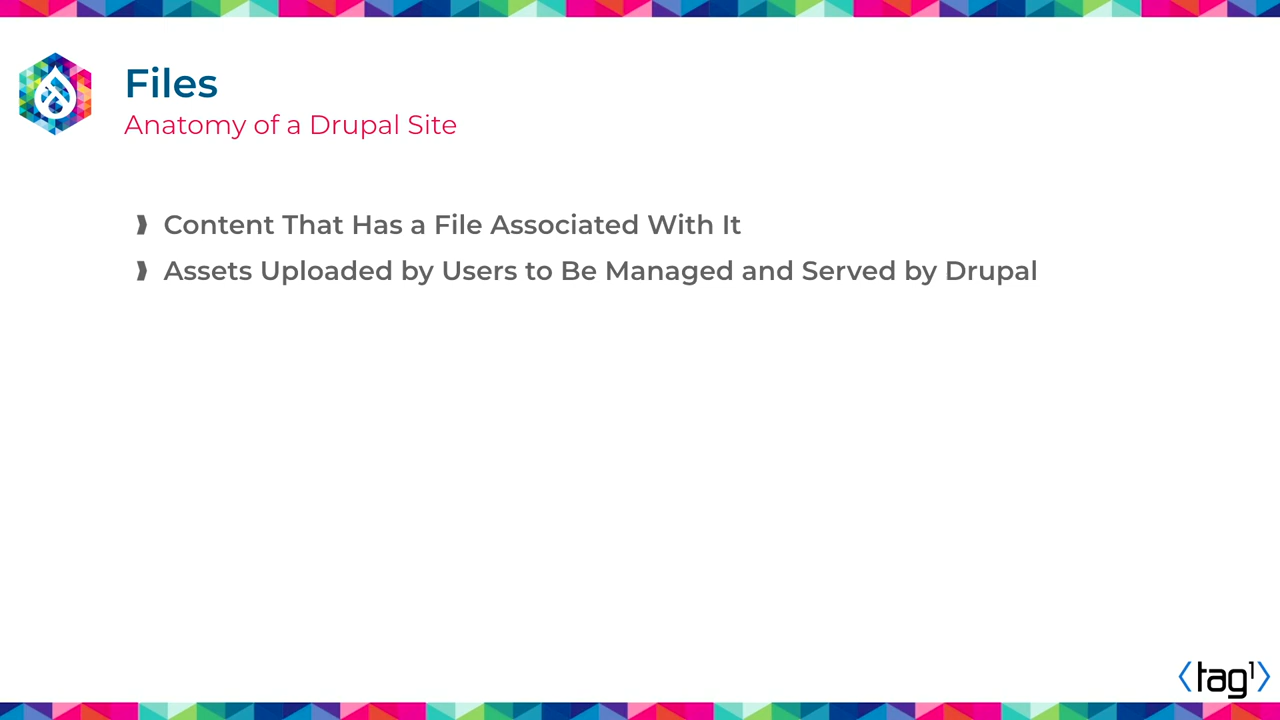 Files
Anatomy of a Drupal Site
Content That Has a File Associated With It
Assets Uploaded by Users to Be Managed and Served by Drupal
tag1